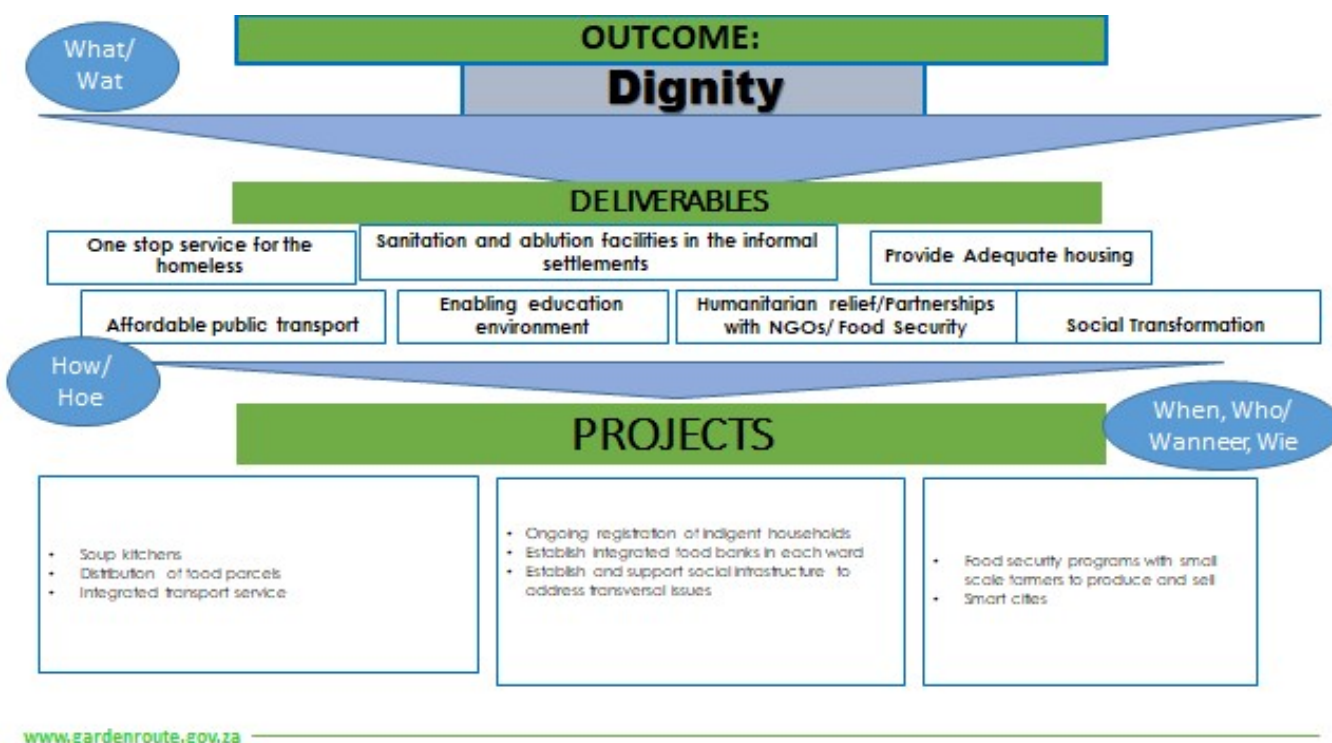 What/
Wat
OUTCOME:
Dignity
DELIVERABLES
One stop service for the
homeless
Sanitation and ablution facilities in the informal
settlements
Provide Adequate housing
Affordable public transport
Enabling education
environment
Humanitarian relief/Partnerships
with NGOs/ Food Security
Social Transformation
How/
Hoe
When, Who/
Wanneer, Wie
PROJECTS
• Soup kitchens
• Distribution of food parcels
• Integrated transport service
• Ongoing registration of indigent households
• Establish integrated food banks in each ward
• Establish and support social infrastructure to
address transversal issues
• Food security programs with small
scale farmers to produce and sell
• Smart cities
www.gardenroute.gov.za